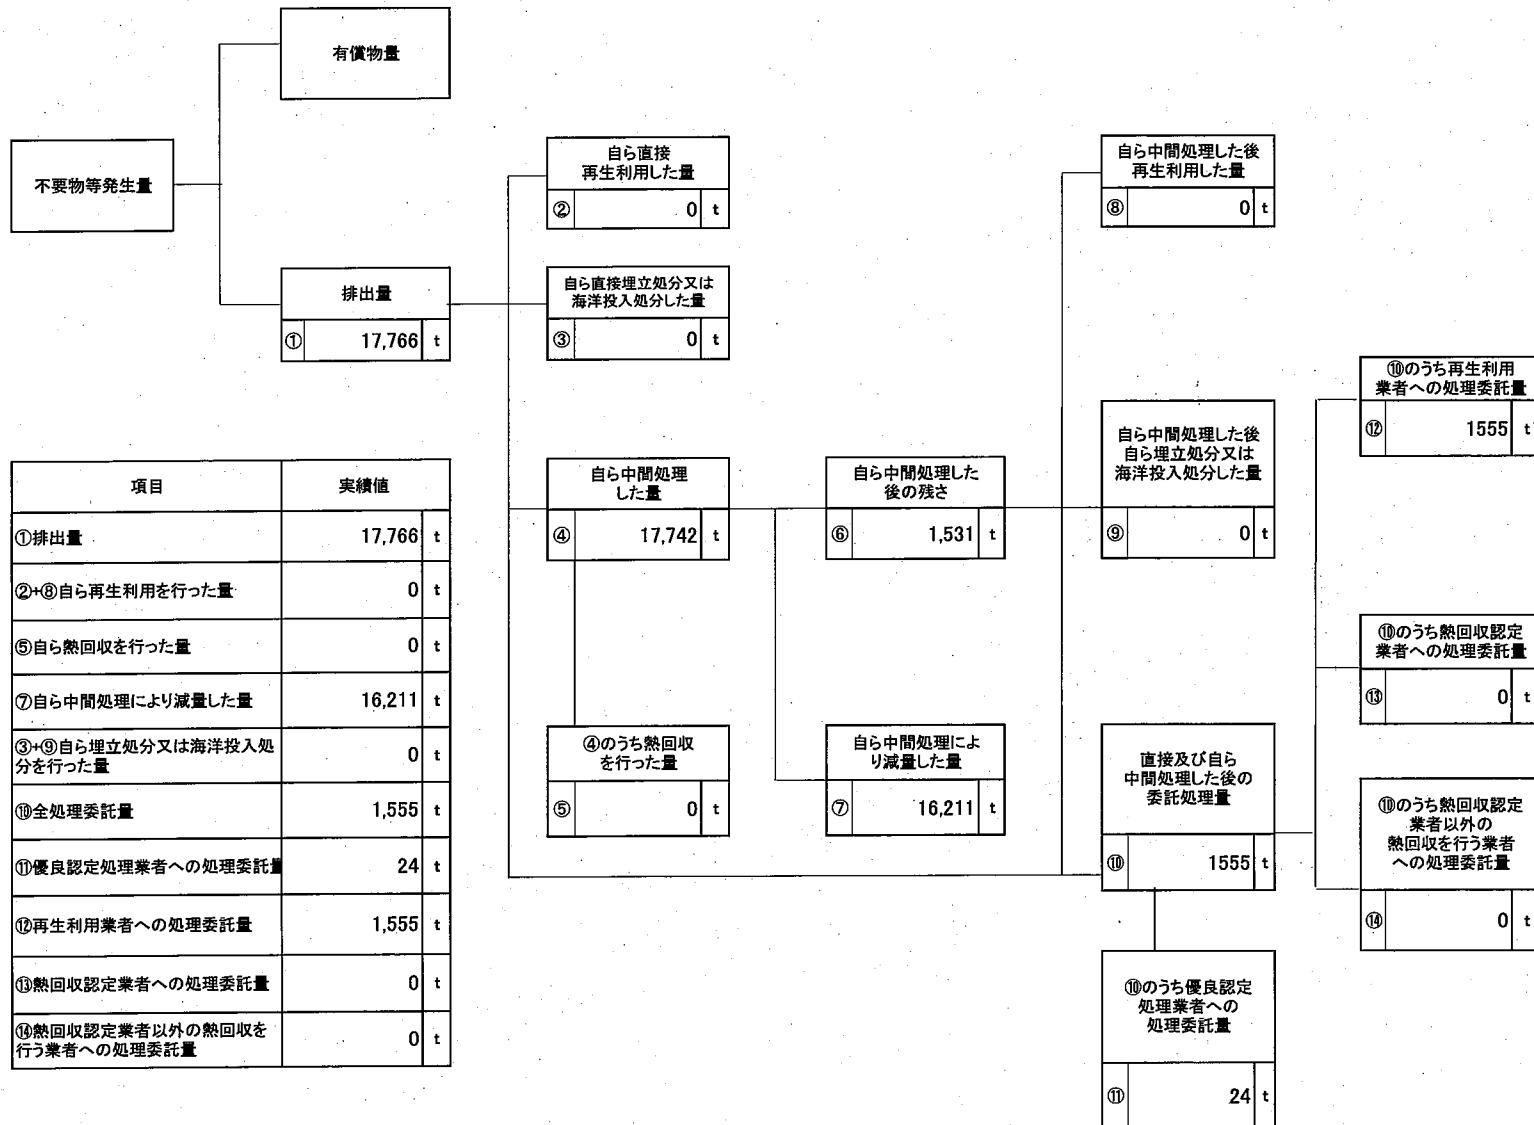 有償物量
不要物等発生量
排出量
① 17,766 t
自ら直接
再生利用した量
② 0 t
自ら直接埋立処分又は
海洋投入処分した量
③ 0 t
自ら中間処理
した量
④ 17,742 t
④のうち熱回収
を行った量
⑤ 0 t
自ら中間処理した
後の残さ
⑥ 1,531 t
自ら中間処理によ
り減量した量
⑦ 16,211 t
自ら中間処理した後
再生利用した量
⑧ 0 t
自ら中間処理した後
自ら埋立処分又は
海洋投入処分した量
⑨ 0 t
直接及び自ら
中間処理した後の
委託処理量
⑩ 1555 t
⑩のうち優良認定
処理業者への
処理委託量
⑪ 24 t
⑩のうち再生利用
業者への処理委託量
⑫ 1555 t
⑩のうち熱回収認定
業者への処理委託量
⑬ 0 t
⑩のうち熱回収認定
業者以外の
熱回収を行う業者
への処理委託量
⑭ 0 t
項目 実績値
①排出量 17,766 t
②+⑧自ら再生利用を行った量 0 t
⑤自ら熱回収を行った量 0 t
⑦自ら中間処理により減量した量 16,211 t
③+⑨自ら埋立処分又は海洋投入処
分を行った量 0 t
⑩全処理委託量 1,555 t
⑪優良認定処理業者への処理委託量 24 t
⑫再生利用業者への処理委託量 1,555 t
⑬熱回収認定業者への処理委託量 0 t
⑭熱回収認定業者以外の熱回収を
行う業者への処理委託量 0 t